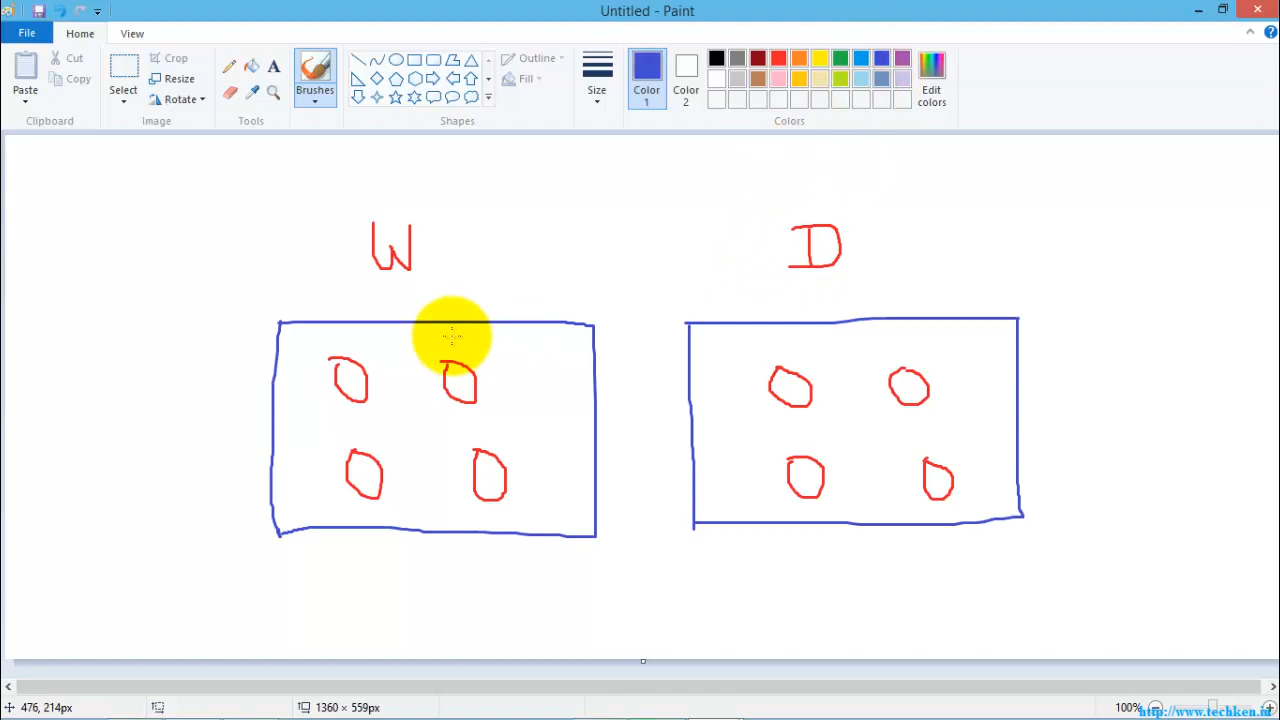 Untitled - Paint
File Home View
Paste
Cut
Copy
Clipboard
Select
Crop
Resize
Rotate
Image
A
Tools
Brushes
Shapes
Outline
Fill
Size
Color 1
Color 2
Edit colors
Colors
W D
476, 214px
1360 × 559px
100%
http://www.techken.in